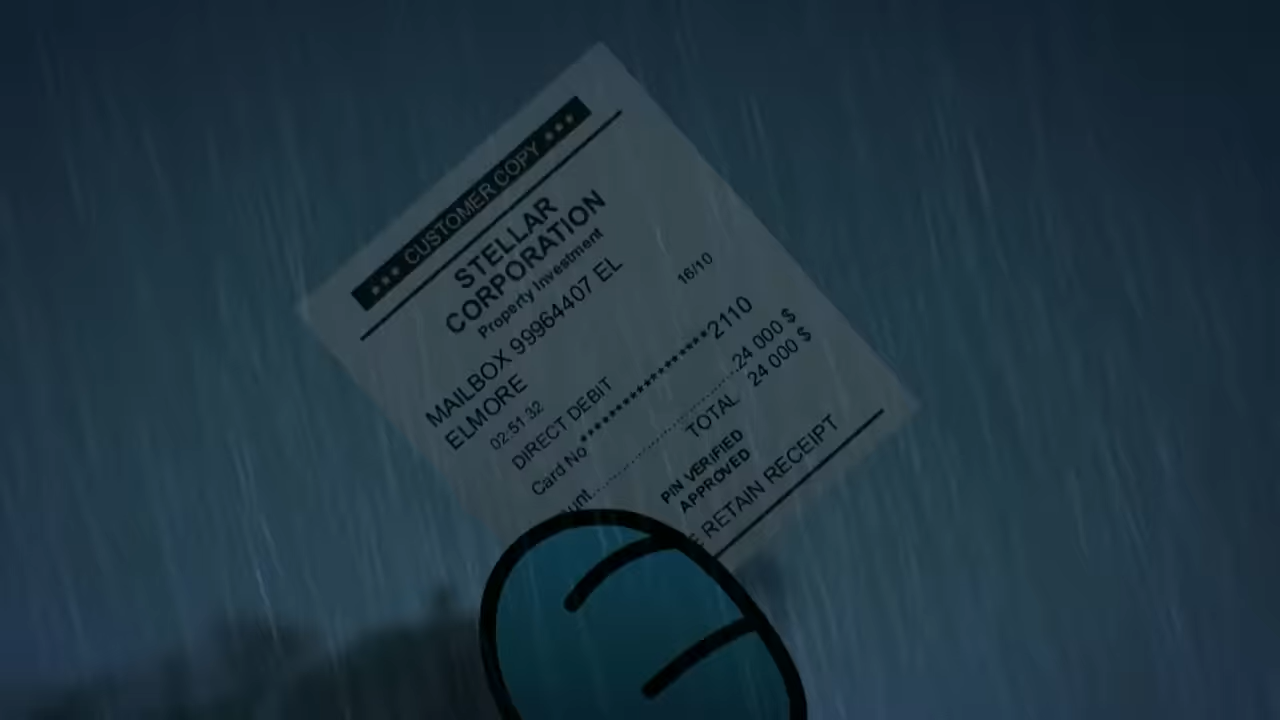 *** CUSTOMER COPY ***
STELLAR
CORPORATION
Property Investment
MAILBOX 99964407 EL
ELMORE
02:51 32 16/10
DIRECT DEBIT
Card No ******************2110
24 000 $
TOTAL 24 000 $
PIN VERIFIED
APPROVED
RETAIN RECEIPT